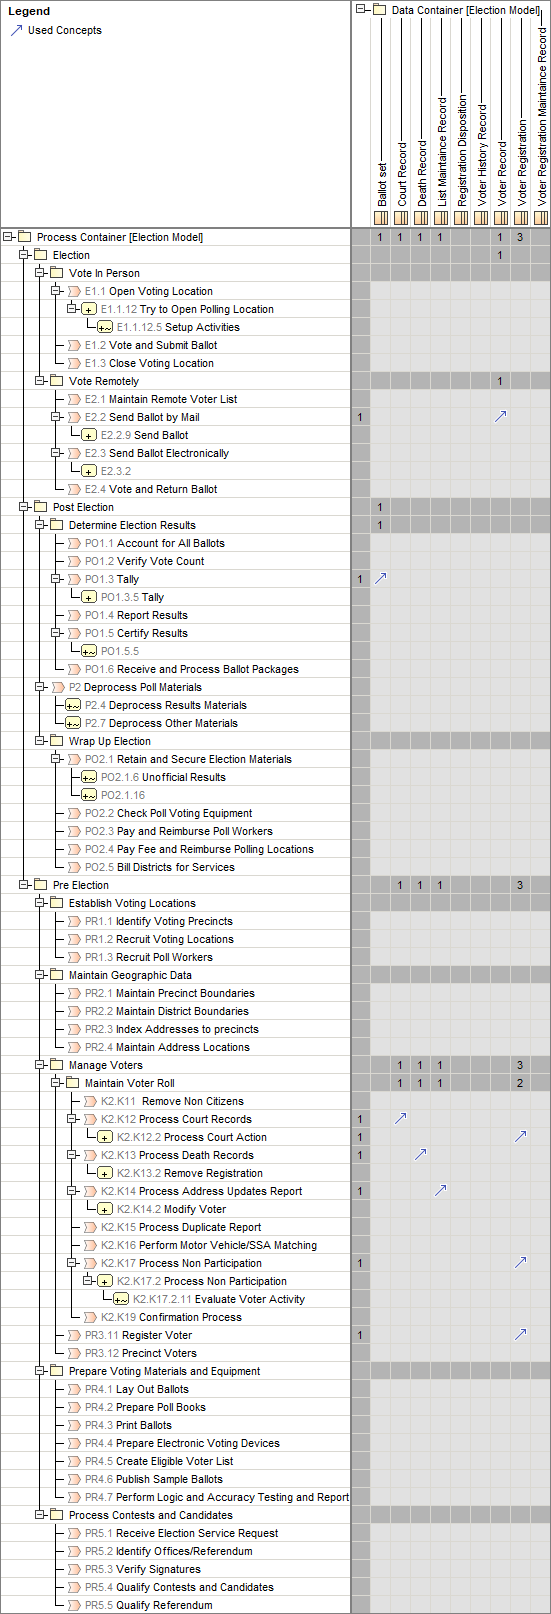 Legend
Used Concepts
Data Container [Election Model]
Ballot set
Court Record
Death Record
List Maintaince Record
Registration Disposition
Voter History Record
Voter Record
Voter Registration
Voter Registration Maintaince Record
Process Container [Election Model] 1 1 1 1 1 3
Election 1
Vote In Person
E1.1 Open Voting Location
E1.1.12 Try to Open Polling Location
E1.1.12.5 Setup Activities
E1.2 Vote and Submit Ballot
E1.3 Close Voting Location
Vote Remotely 1
E2.1 Maintain Remote Voter List
E2.2 Send Ballot by Mail 1
E2.2.9 Send Ballot
E2.3 Send Ballot Electronically
E2.3.2
E2.4 Vote and Return Ballot
Post Election 1
Determine Election Results 1
PO1.1 Account for All Ballots
PO1.2 Verify Vote Count
PO1.3 Tally 1
PO1.3.5 Tally
PO1.4 Report Results
PO1.5 Certify Results
PO1.5.5
PO1.6 Receive and Process Ballot Packages
P2 Deprocess Poll Materials
P2.4 Deprocess Results Materials
P2.7 Deprocess Other Materials
Wrap Up Election
PO2.1 Retain and Secure Election Materials
PO2.1.6 Unofficial Results
PO2.1.16
PO2.2 Check Poll Voting Equipment
PO2.3 Pay and Reimburse Poll Workers
PO2.4 Pay Fee and Reimburse Polling Locations
PO2.5 Bill Districts for Services
Pre Election 1 1 1 3
Establish Voting Locations
PR1.1 Identify Voting Precincts
PR1.2 Recruit Voting Locations
PR1.3 Recruit Poll Workers
Maintain Geographic Data
PR2.1 Maintain Precinct Boundaries
PR2.2 Maintain District Boundaries
PR2.3 Index Addresses to precincts
PR2.4 Maintain Address Locations
Manage Voters 1 1 1 3
Maintain Voter Roll 1 1 1 2
K2.K11 Remove Non Citizens
K2.K12 Process Court Records 1
K2.K12.2 Process Court Action 1
K2.K13 Process Death Records 1
K2.K13.2 Remove Registration
K2.K14 Process Address Updates Report 1
K2.K14.2 Modify Voter
K2.K15 Process Duplicate Report
K2.K16 Perform Motor Vehicle/SSA Matching
K2.K17 Process Non Participation 1
K2.K17.2 Process Non Participation
K2.K17.2.11 Evaluate Voter Activity
K2.K19 Confirmation Process
PR3.11 Register Voter 1
PR3.12 Precinct Voters
Prepare Voting Materials and Equipment
PR4.1 Lay Out Ballots
PR4.2 Prepare Poll Books
PR4.3 Print Ballots
PR4.4 Prepare Electronic Voting Devices
PR4.5 Create Eligible Voter List
PR4.6 Publish Sample Ballots
PR4.7 Perform Logic and Accuracy Testing and Report
Process Contests and Candidates
PR5.1 Receive Election Service Request
PR5.2 Identify Offices/Referendum
PR5.3 Verify Signatures
PR5.4 Qualify Contests and Candidates
PR5.5 Qualify Referendum